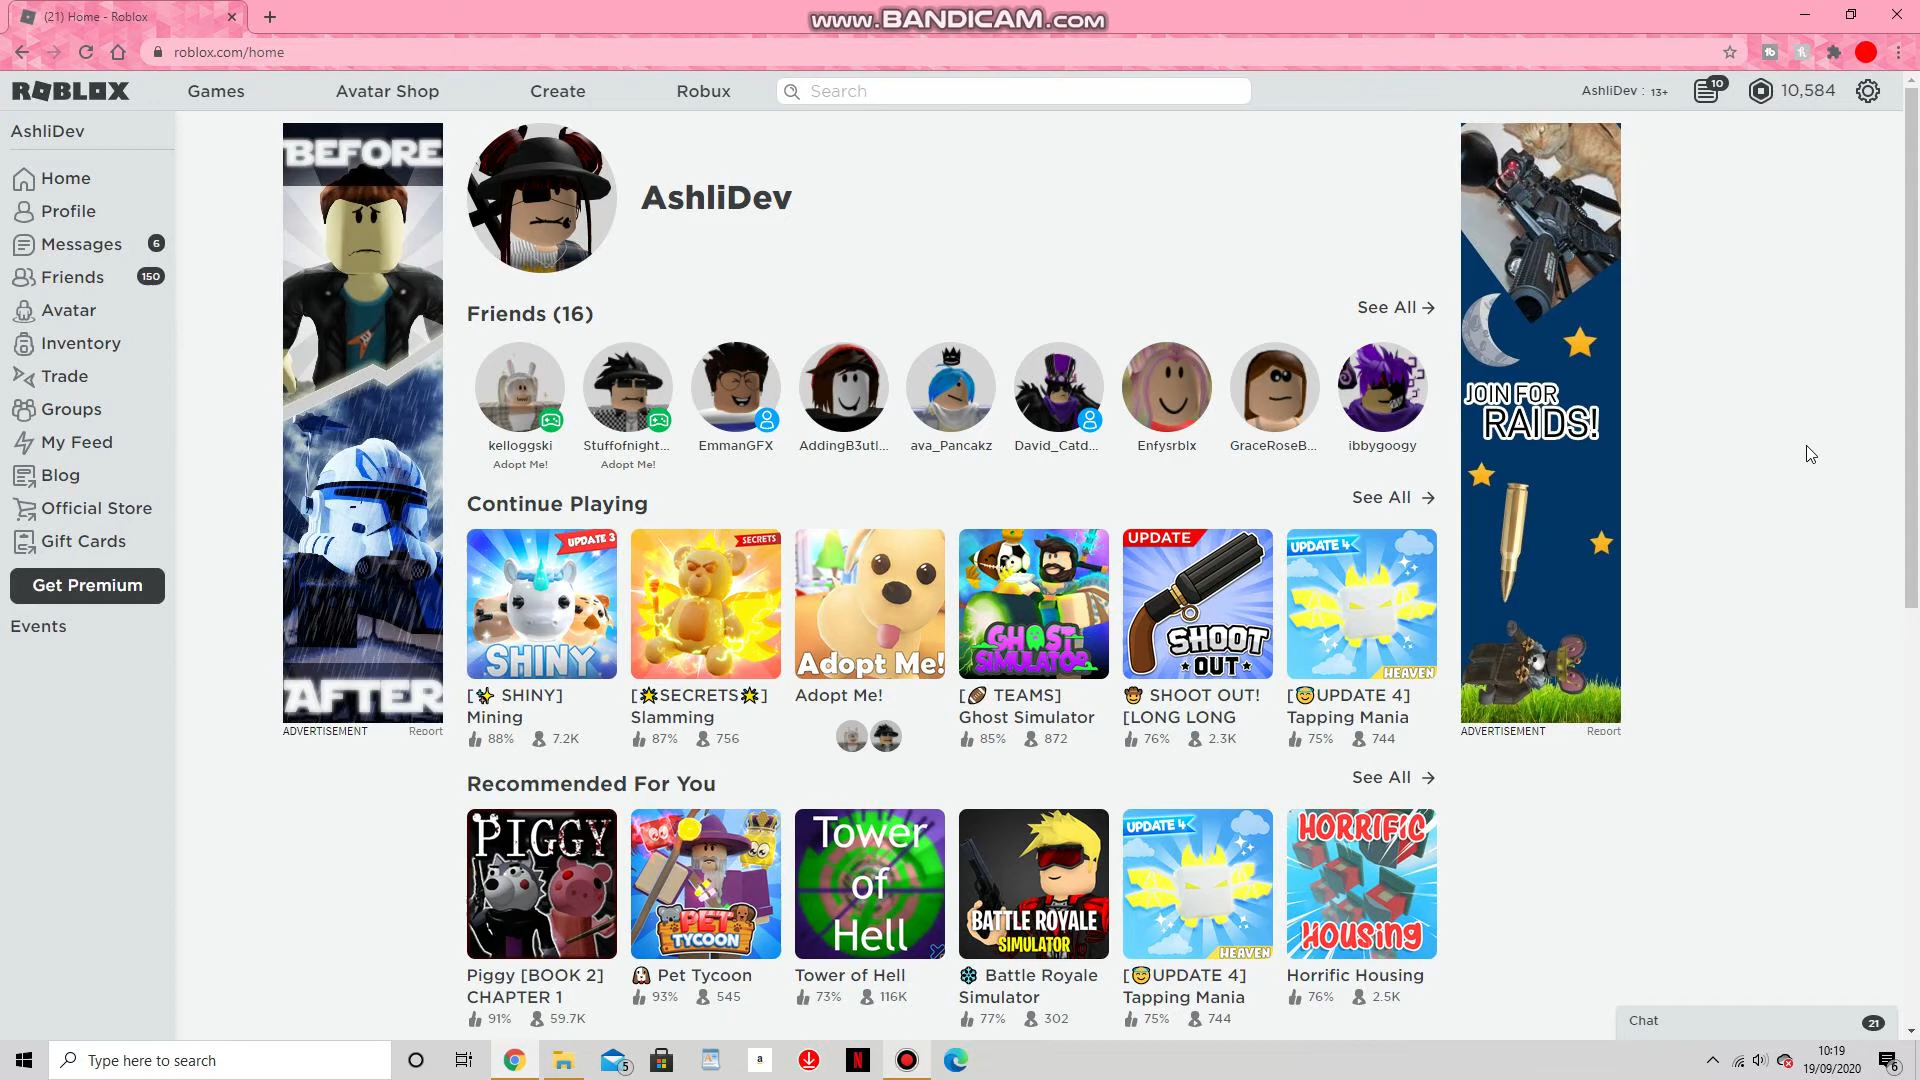 (21) Home - Roblox
www.BANDICAM.com
roblox.com/home
ROBLOX
Games
Avatar Shop
Create
Robux
Search
AshliDev : 13+
10
10,584
AshliDev
Home
Profile
Messages 6
Friends 150
Avatar
Inventory
Trade
Groups
My Feed
Blog
Official Store
Gift Cards
Get Premium
Events
BEFORE
AFTER
ADVERTISEMENT Report
AshliDev
Friends (16)
See All
kelloggski
Adopt Me!
Stuffofnight...
Adopt Me!
EmmanGFX
AddingB3utl...
ava_Pancakz
David_Catd...
Enfysrblx
GraceRoseB...
ibbygoogy
Continue Playing
See All
UPDATE 3
SHINY
SECRETS
Adopt Me!
GHOST
SIMULATOR
UPDATE
SHOOT
OUT
UPDATE 4
HEAVEN
[✨ SHINY]
Mining
88% 7.2K
[🌟SECRETS🌟]
Slamming
87% 756
Adopt Me!
[🏈 TEAMS]
Ghost Simulator
85% 872
🤠 SHOOT OUT!
[LONG LONG
76% 2.3K
[😇UPDATE 4]
Tapping Mania
75% 744
Recommended For You
See All
PIGGY
PET
TYCOON
Tower
of
Hell
BATTLE ROYALE
SIMULATOR
UPDATE 4
HEAVEN
HORRIFIC
HOUSING
Piggy [BOOK 2]
CHAPTER 1
91% 59.7K
🐶 Pet Tycoon
93% 545
Tower of Hell
73% 116K
❄ Battle Royale
Simulator
77% 302
[😇UPDATE 4]
Tapping Mania
75% 744
Horrific Housing
76% 2.5K
JOIN FOR
RAIDS!
ADVERTISEMENT Report
Chat 21
Type here to search
5
a
N
10:19
19/09/2020
6